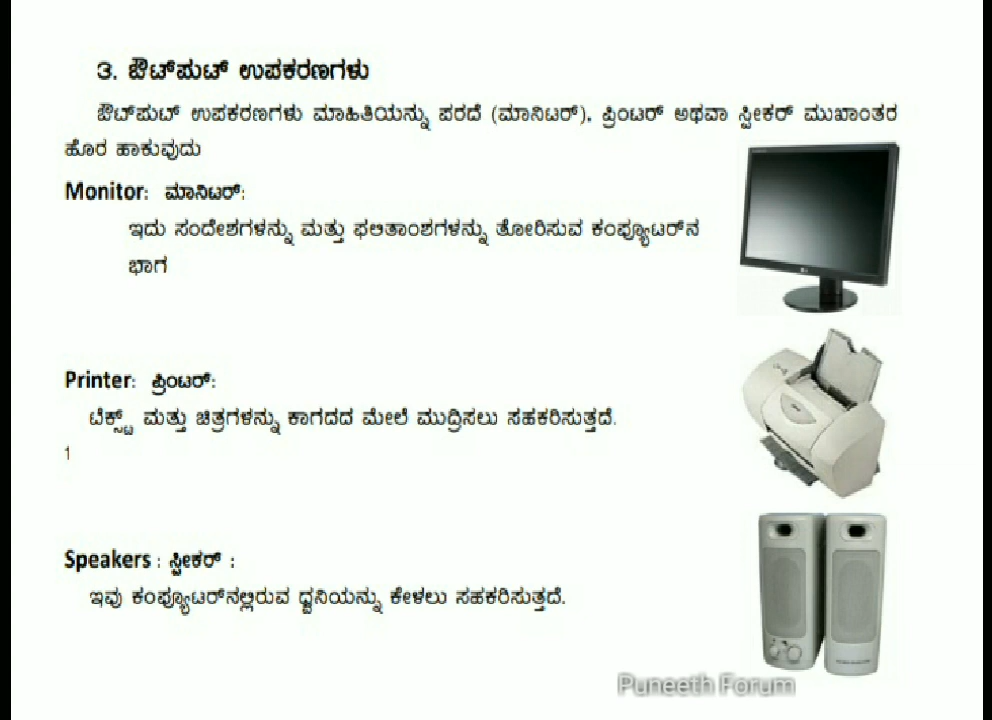 ೩. ಔಟ್‌ಪುಟ್ ಉಪಕರಣಗಳು
ಔಟ್‌ಪುಟ್ ಉಪಕರಣಗಳು ಮಾಹಿತಿಯನ್ನು ಪರದೆ (ಮಾನಿಟರ್), ಪ್ರಿಂಟರ್ ಅಥವಾ ಸ್ಪೀಕರ್ ಮುಖಾಂತರ
ಹೊರ ಹಾಕುವುದು
Monitor: ಮಾನಿಟರ್:
ಇದು ಸಂದೇಶಗಳನ್ನು ಮತ್ತು ಫಲಿತಾಂಶಗಳನ್ನು ತೋರಿಸುವ ಕಂಪ್ಯೂಟರ್‌ನ
ಭಾಗ
Printer: ಪ್ರಿಂಟರ್:
ಟೆಕ್ಸ್ಟ್ ಮತ್ತು ಚಿತ್ರಗಳನ್ನು ಕಾಗದದ ಮೇಲೆ ಮುದ್ರಿಸಲು ಸಹಕರಿಸುತ್ತದೆ.
1
Speakers : ಸ್ಪೀಕರ್ :
ಇವು ಕಂಪ್ಯೂಟರ್‌ನಲ್ಲಿರುವ ಧ್ವನಿಯನ್ನು ಕೇಳಲು ಸಹಕರಿಸುತ್ತದೆ.
Puneeth Forum